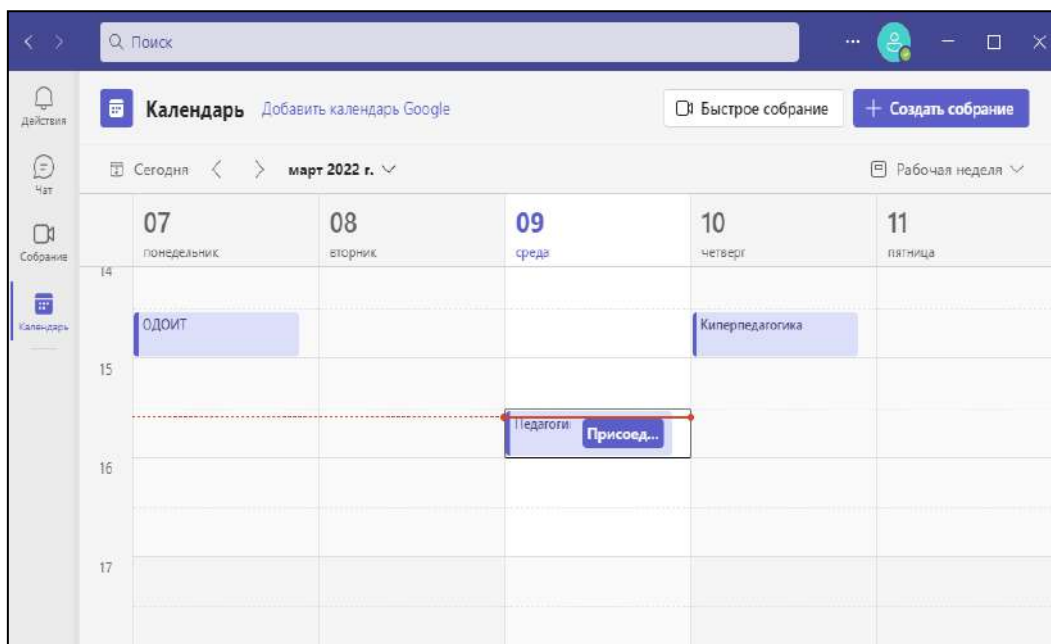 Поиск
Действия
Чат
Собрание
Календарь
Календарь Добавить календарь Google Быстрое собрание Создать собрание
Сегодня март 2022 г. Рабочая неделя
07 08 09 10 11
понедельник вторник среда четверг пятница
14
ОДОИТ Киперпедагогика
15
Педагоги Присоед...
16
17